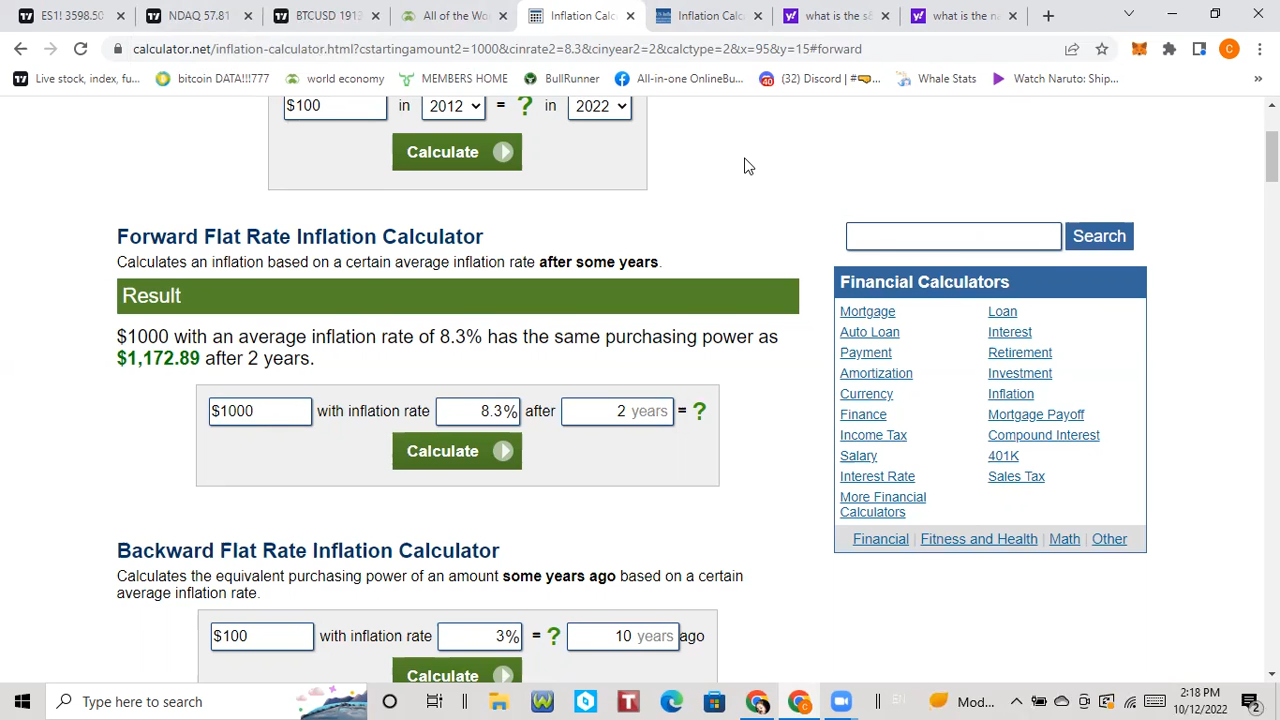 ES1! 3598.50
NDAQ 57.4
BTCUSD 191
All of the Wo
Inflation Calc
Inflation Calc
what is the s&
what is the na
calculator.net/inflation-calculator.html?cstartingamount2=1000&cinrate2=8.3&cinyear2=2&calctype=2&x=95&y=15#forward
C
Live stock, index, fu...
bitcoin DATA!!!777
world economy
MEMBERS HOME
BullRunner
All-in-one OnlineBu...
(32) Discord | #
Whale Stats
Watch Naruto: Ship...
»
$100 in 2012 = ? in 2022
Calculate
Forward Flat Rate Inflation Calculator
Calculates an inflation based on a certain average inflation rate after some years.
Result
$1000 with an average inflation rate of 8.3% has the same purchasing power as
$1,172.89 after 2 years.
$1000 with inflation rate 8.3% after 2 years = ?
Calculate
Backward Flat Rate Inflation Calculator
Calculates the equivalent purchasing power of an amount some years ago based on a certain
average inflation rate.
$100 with inflation rate 3% = ? 10 years ago
Calculate
Search
Financial Calculators
Mortgage Loan
Auto Loan Interest
Payment Retirement
Amortization Investment
Currency Inflation
Finance Mortgage Payoff
Income Tax Compound Interest
Salary 401K
Interest Rate Sales Tax
More Financial
Calculators
Financial | Fitness and Health | Math | Other
Type here to search
EN
Mod...
2:18 PM
10/12/2022
2